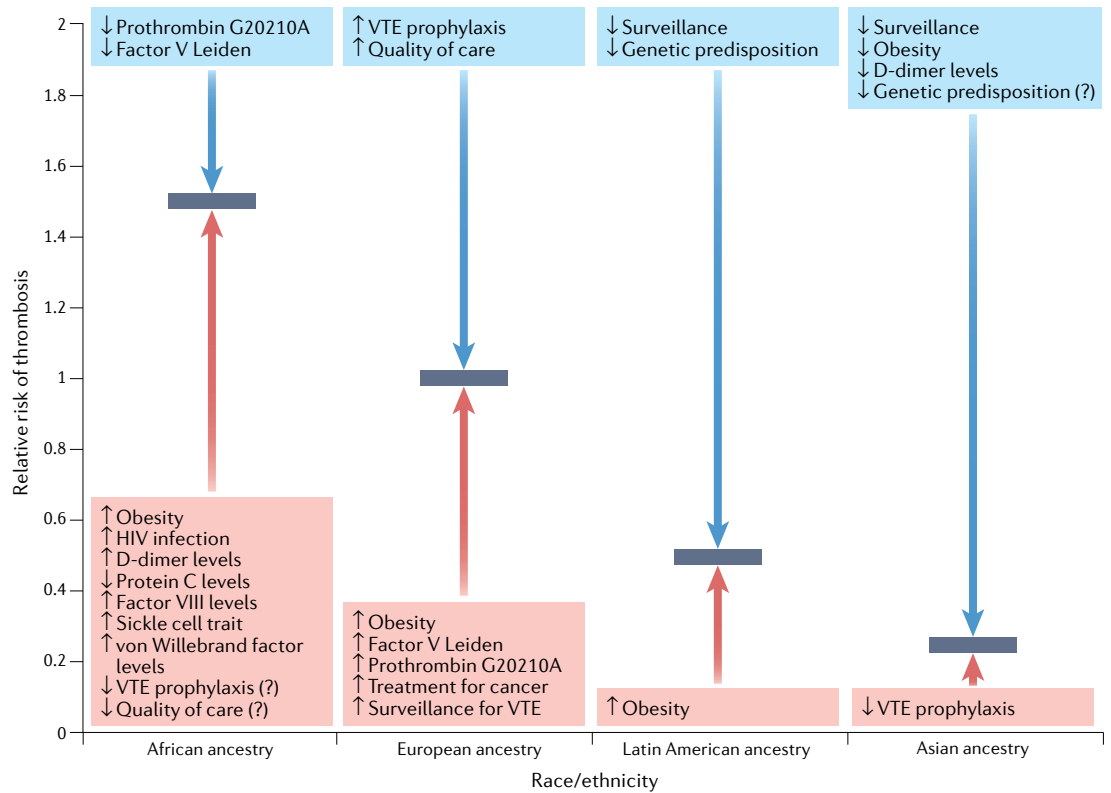 Relative risk of thrombosis
2
1.8
1.6
1.4
1.2
1
0.8
0.6
0.4
0.2
0
↓ Prothrombin G20210A
↓ Factor V Leiden
↑ Obesity
↑ HIV infection
↑ D-dimer levels
↓ Protein C levels
↑ Factor VIII levels
↑ Sickle cell trait
↑ von Willebrand factor
levels
↓ VTE prophylaxis (?)
↓ Quality of care (?)
African ancestry
↑ VTE prophylaxis
↑ Quality of care
↑ Obesity
↑ Factor V Leiden
↑ Prothrombin G20210A
↑ Treatment for cancer
↑ Surveillance for VTE
European ancestry
↓ Surveillance
↓ Genetic predisposition
↑ Obesity
Latin American ancestry
↓ Surveillance
↓ Obesity
↓ D-dimer levels
↓ Genetic predisposition (?)
↓ VTE prophylaxis
Asian ancestry
Race/ethnicity